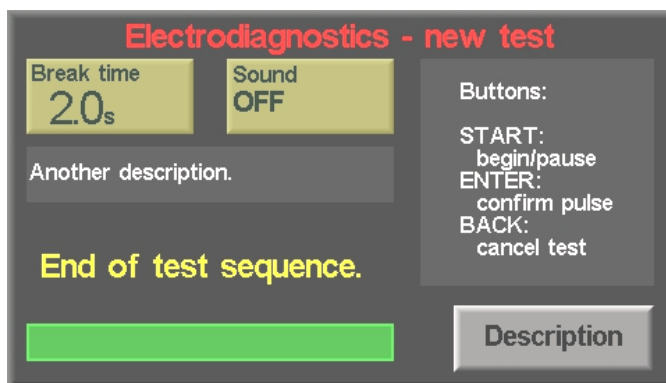 Electrodiagnostics - new test
Break time
2.0s
Sound
OFF
Another description.
End of test sequence.
Buttons:
START:
begin/pause
ENTER:
confirm pulse
BACK:
cancel test
Description